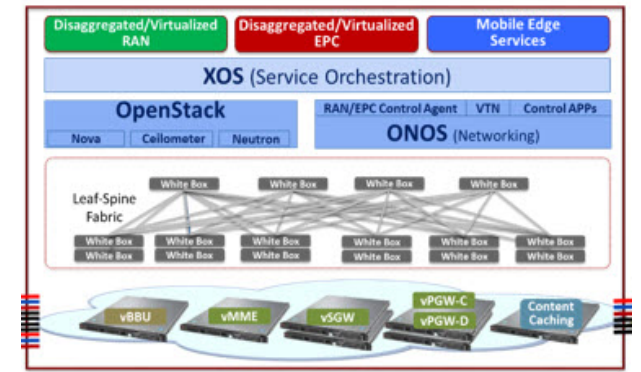 Disaggregated/Virtualized
RAN
Disaggregated/Virtualized
EPC
Mobile Edge
Services
XOS (Service Orchestration)
OpenStack
Nova
Ceilometer
Neutron
RAN/EPC Control Agent
VTN
Control APPs
ONOS (Networking)
Leaf-Spine
Fabric
White Box White Box White Box White Box
White Box White Box White Box White Box White Box White Box
White Box White Box White Box White Box White Box White Box
vBBU
vMME
vSGW
vPGW-C
vPGW-D
Content
Caching